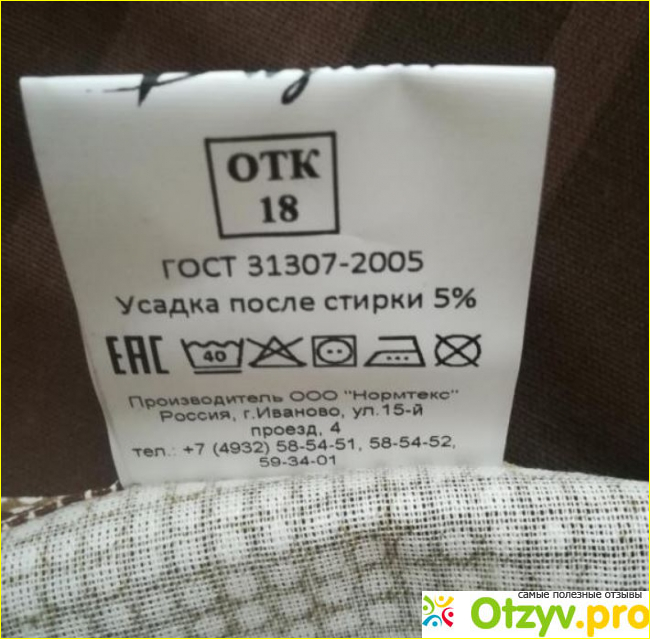 ОТК
18
ГОСТ 31307-2005
Усадка после стирки 5%
ЕАС 40
Производитель ООО "Нормтекс"
Россия, г.Иваново, ул.15-й
проезд, 4
тел.: +7 (4932) 58-54-51, 58-54-52,
59-34-01
самые полезные отзывы
Otzyv.pro